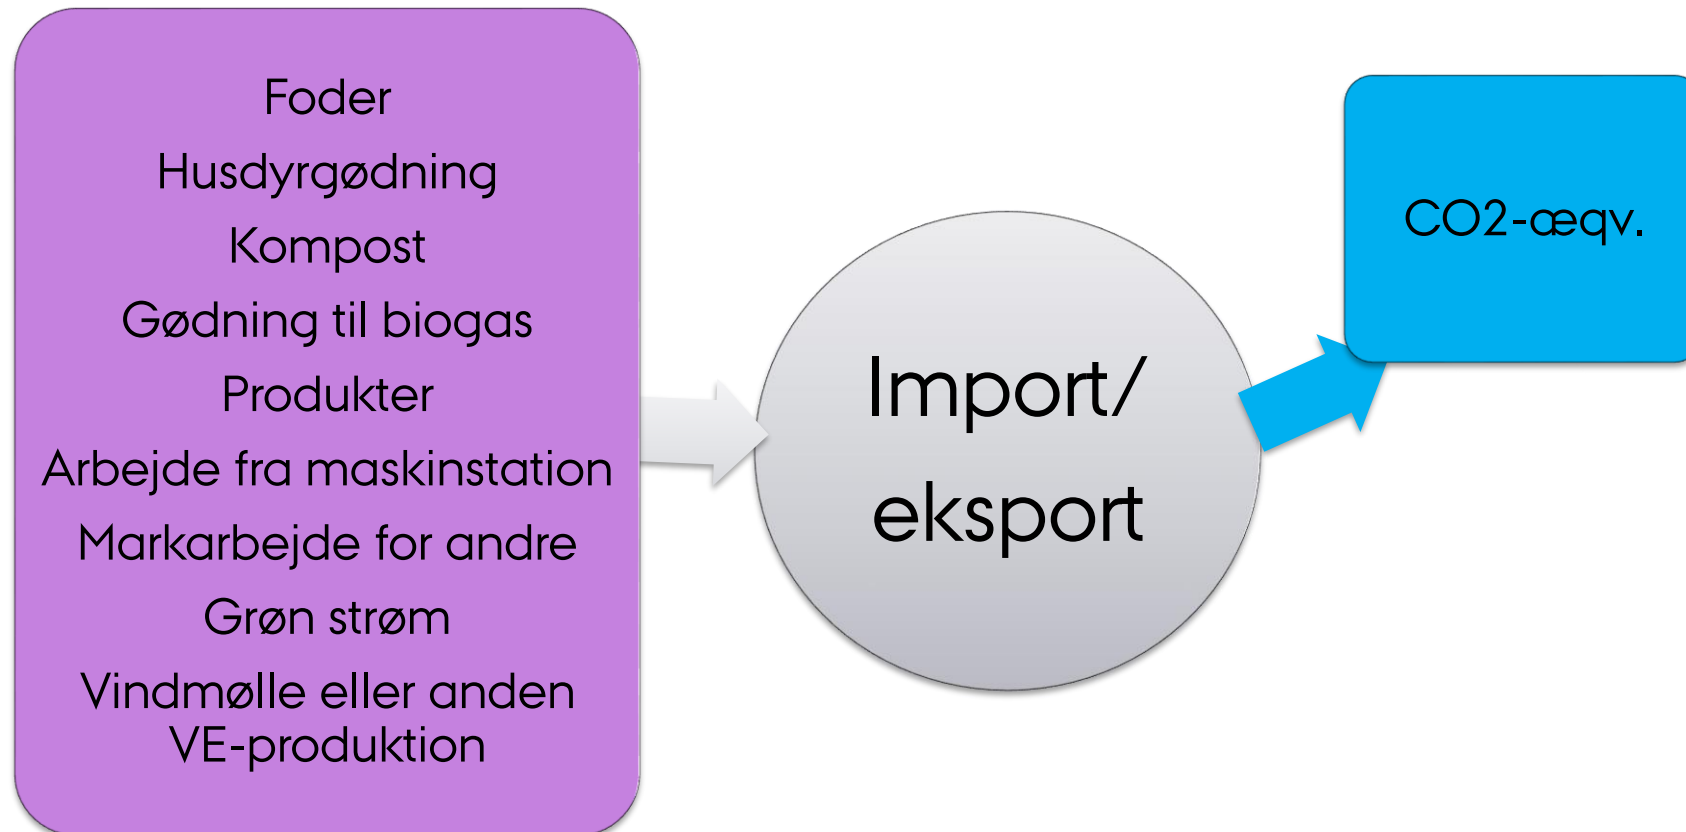 Foder
Husdyrgødning
Kompost
Gødning til biogas
Produkter
Arbejde fra maskinstation
Markarbejde for andre
Grøn strøm
Vindmølle eller anden
VE-produktion
Import/
eksport
CO2-æqv.